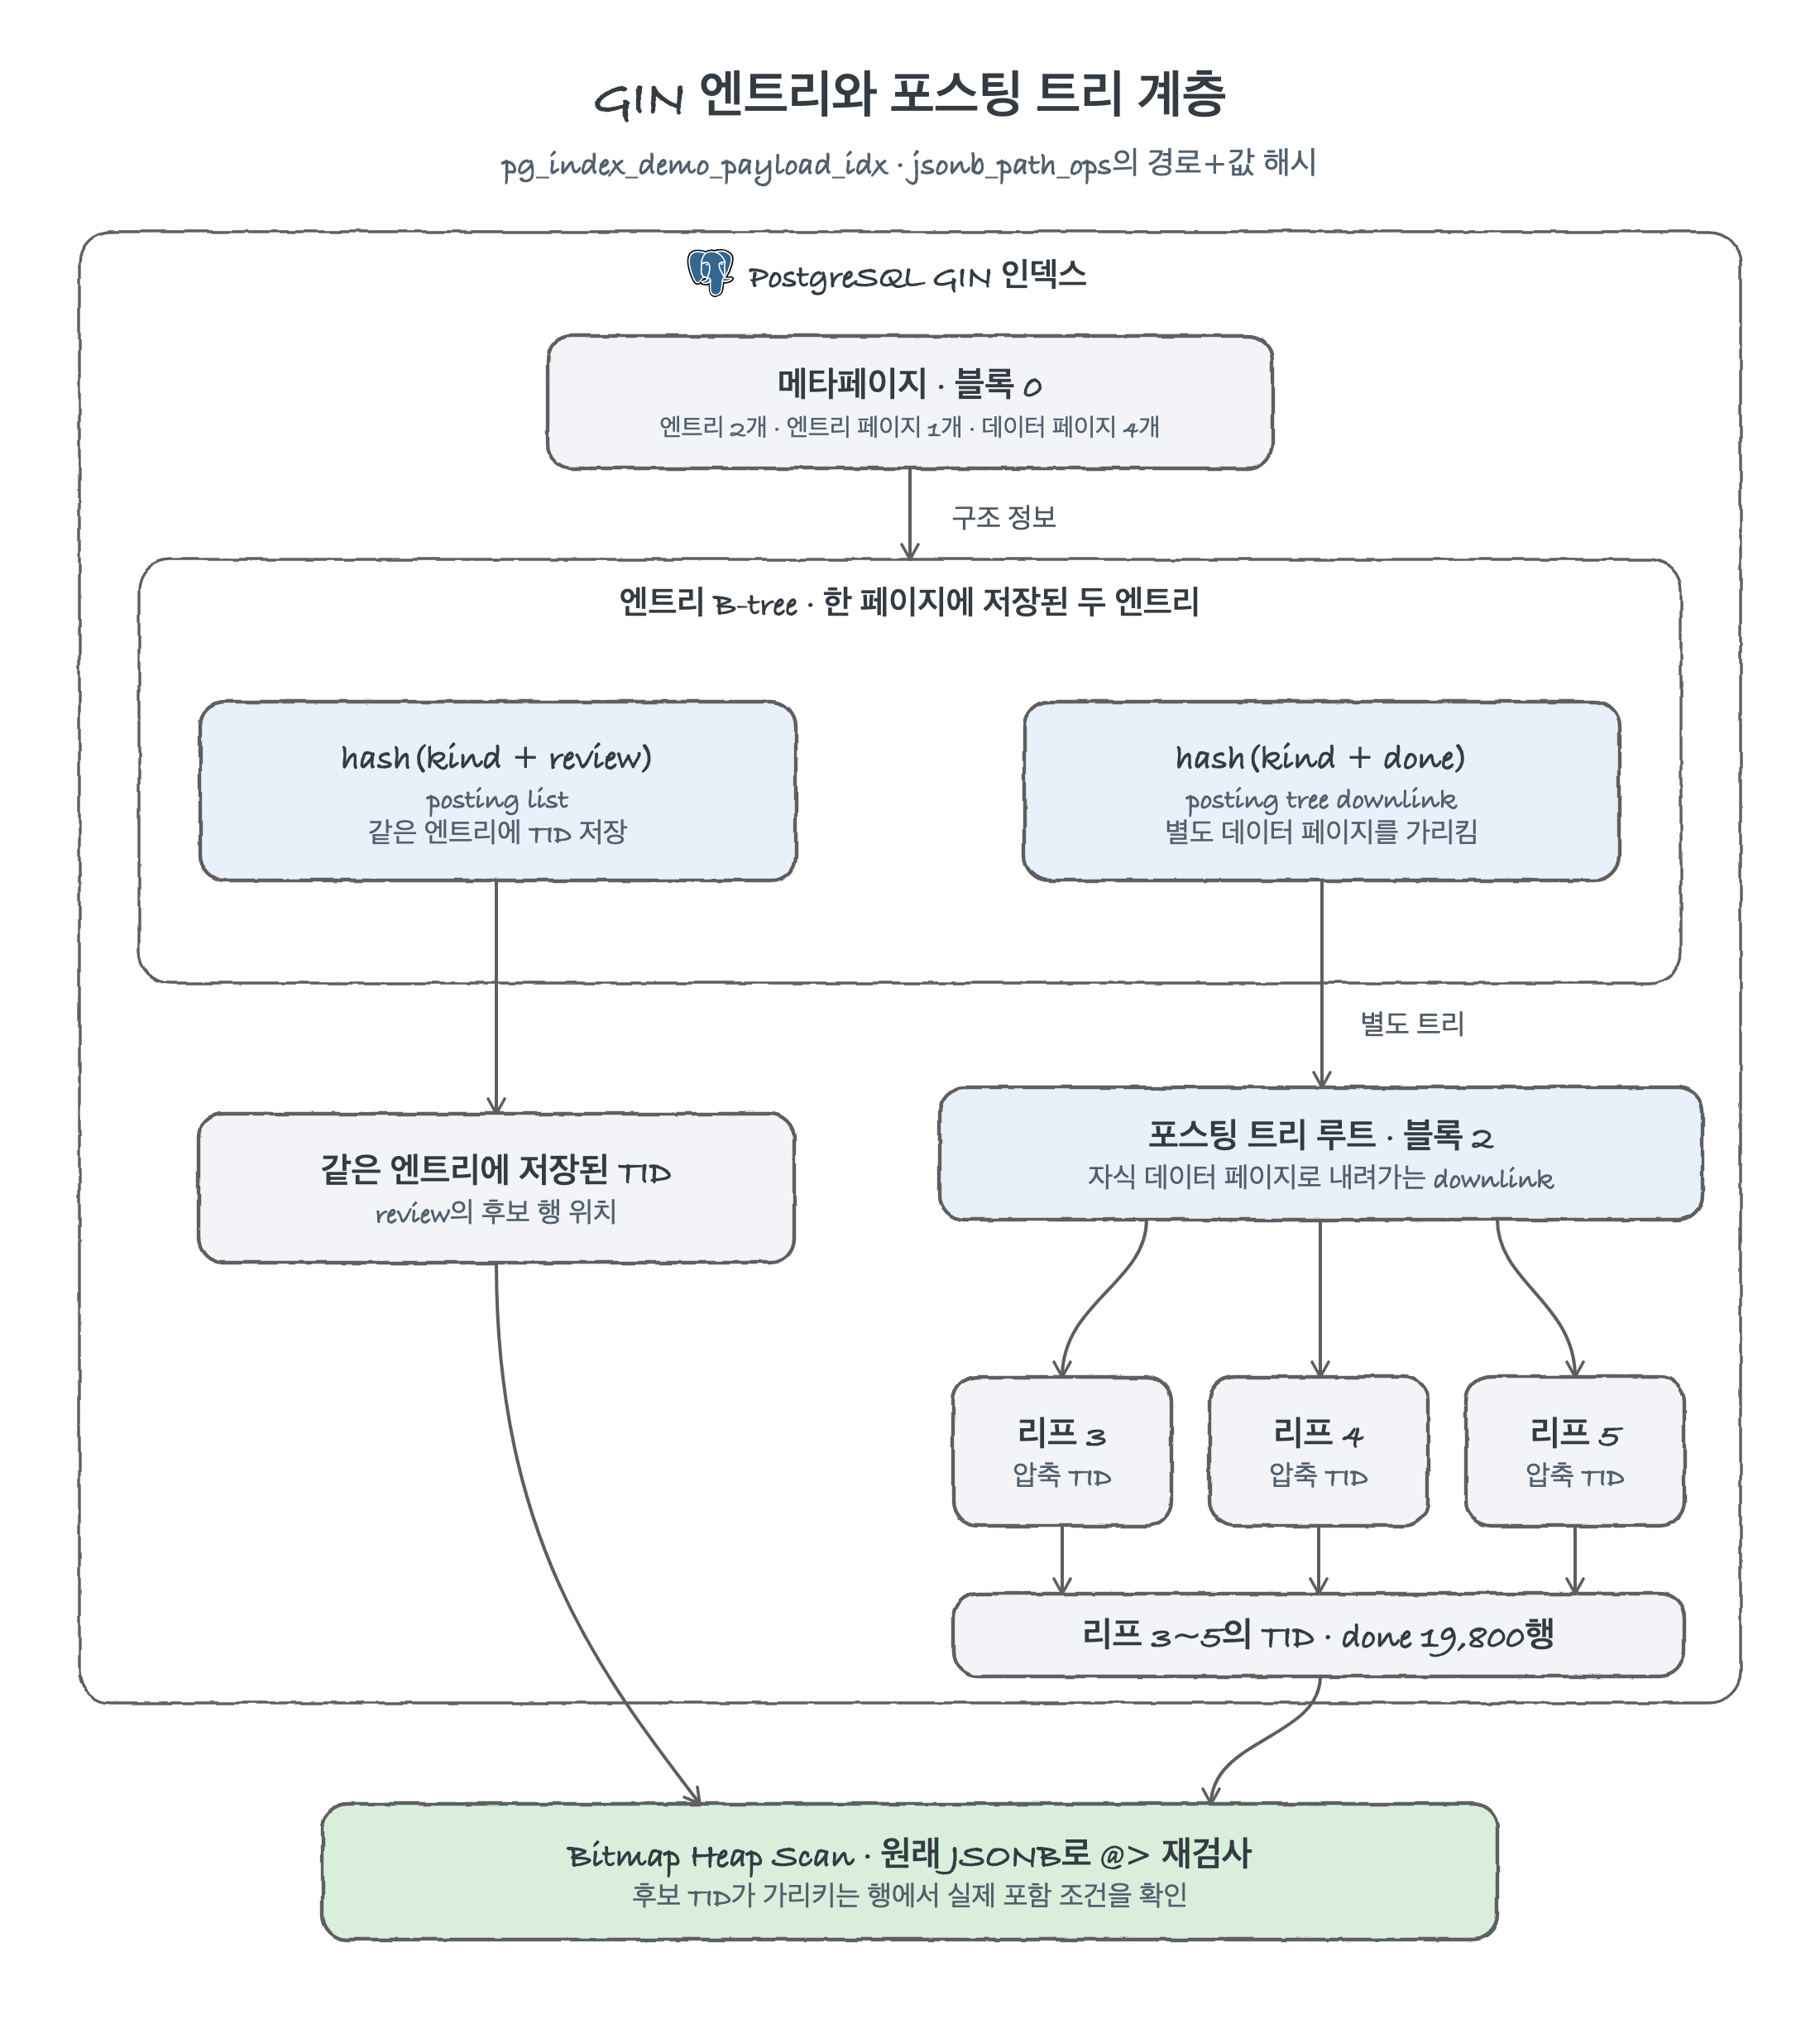 GIN 엔트리와 포스팅 트리 계층
pg_index_demo_payload_idx · jsonb_path_ops의 경로+값 해시
PostgreSQL GIN 인덱스
메타페이지 · 블록 0
엔트리 2개 · 엔트리 페이지 1개 · 데이터 페이지 4개
구조 정보
엔트리 B-tree · 한 페이지에 저장된 두 엔트리
hash(kind + review)
posting list
같은 엔트리에 TID 저장
hash(kind + done)
posting tree downlink
별도 데이터 페이지를 가리킴
별도 트리
같은 엔트리에 저장된 TID
review의 후보 행 위치
포스팅 트리 루트 · 블록 2
자식 데이터 페이지로 내려가는 downlink
리프 3
압축 TID
리프 4
압축 TID
리프 5
압축 TID
리프 3~5의 TID · done 19,800행
Bitmap Heap Scan · 원래 JSONB로 @> 재검사
후보 TID가 가리키는 행에서 실제 포함 조건을 확인